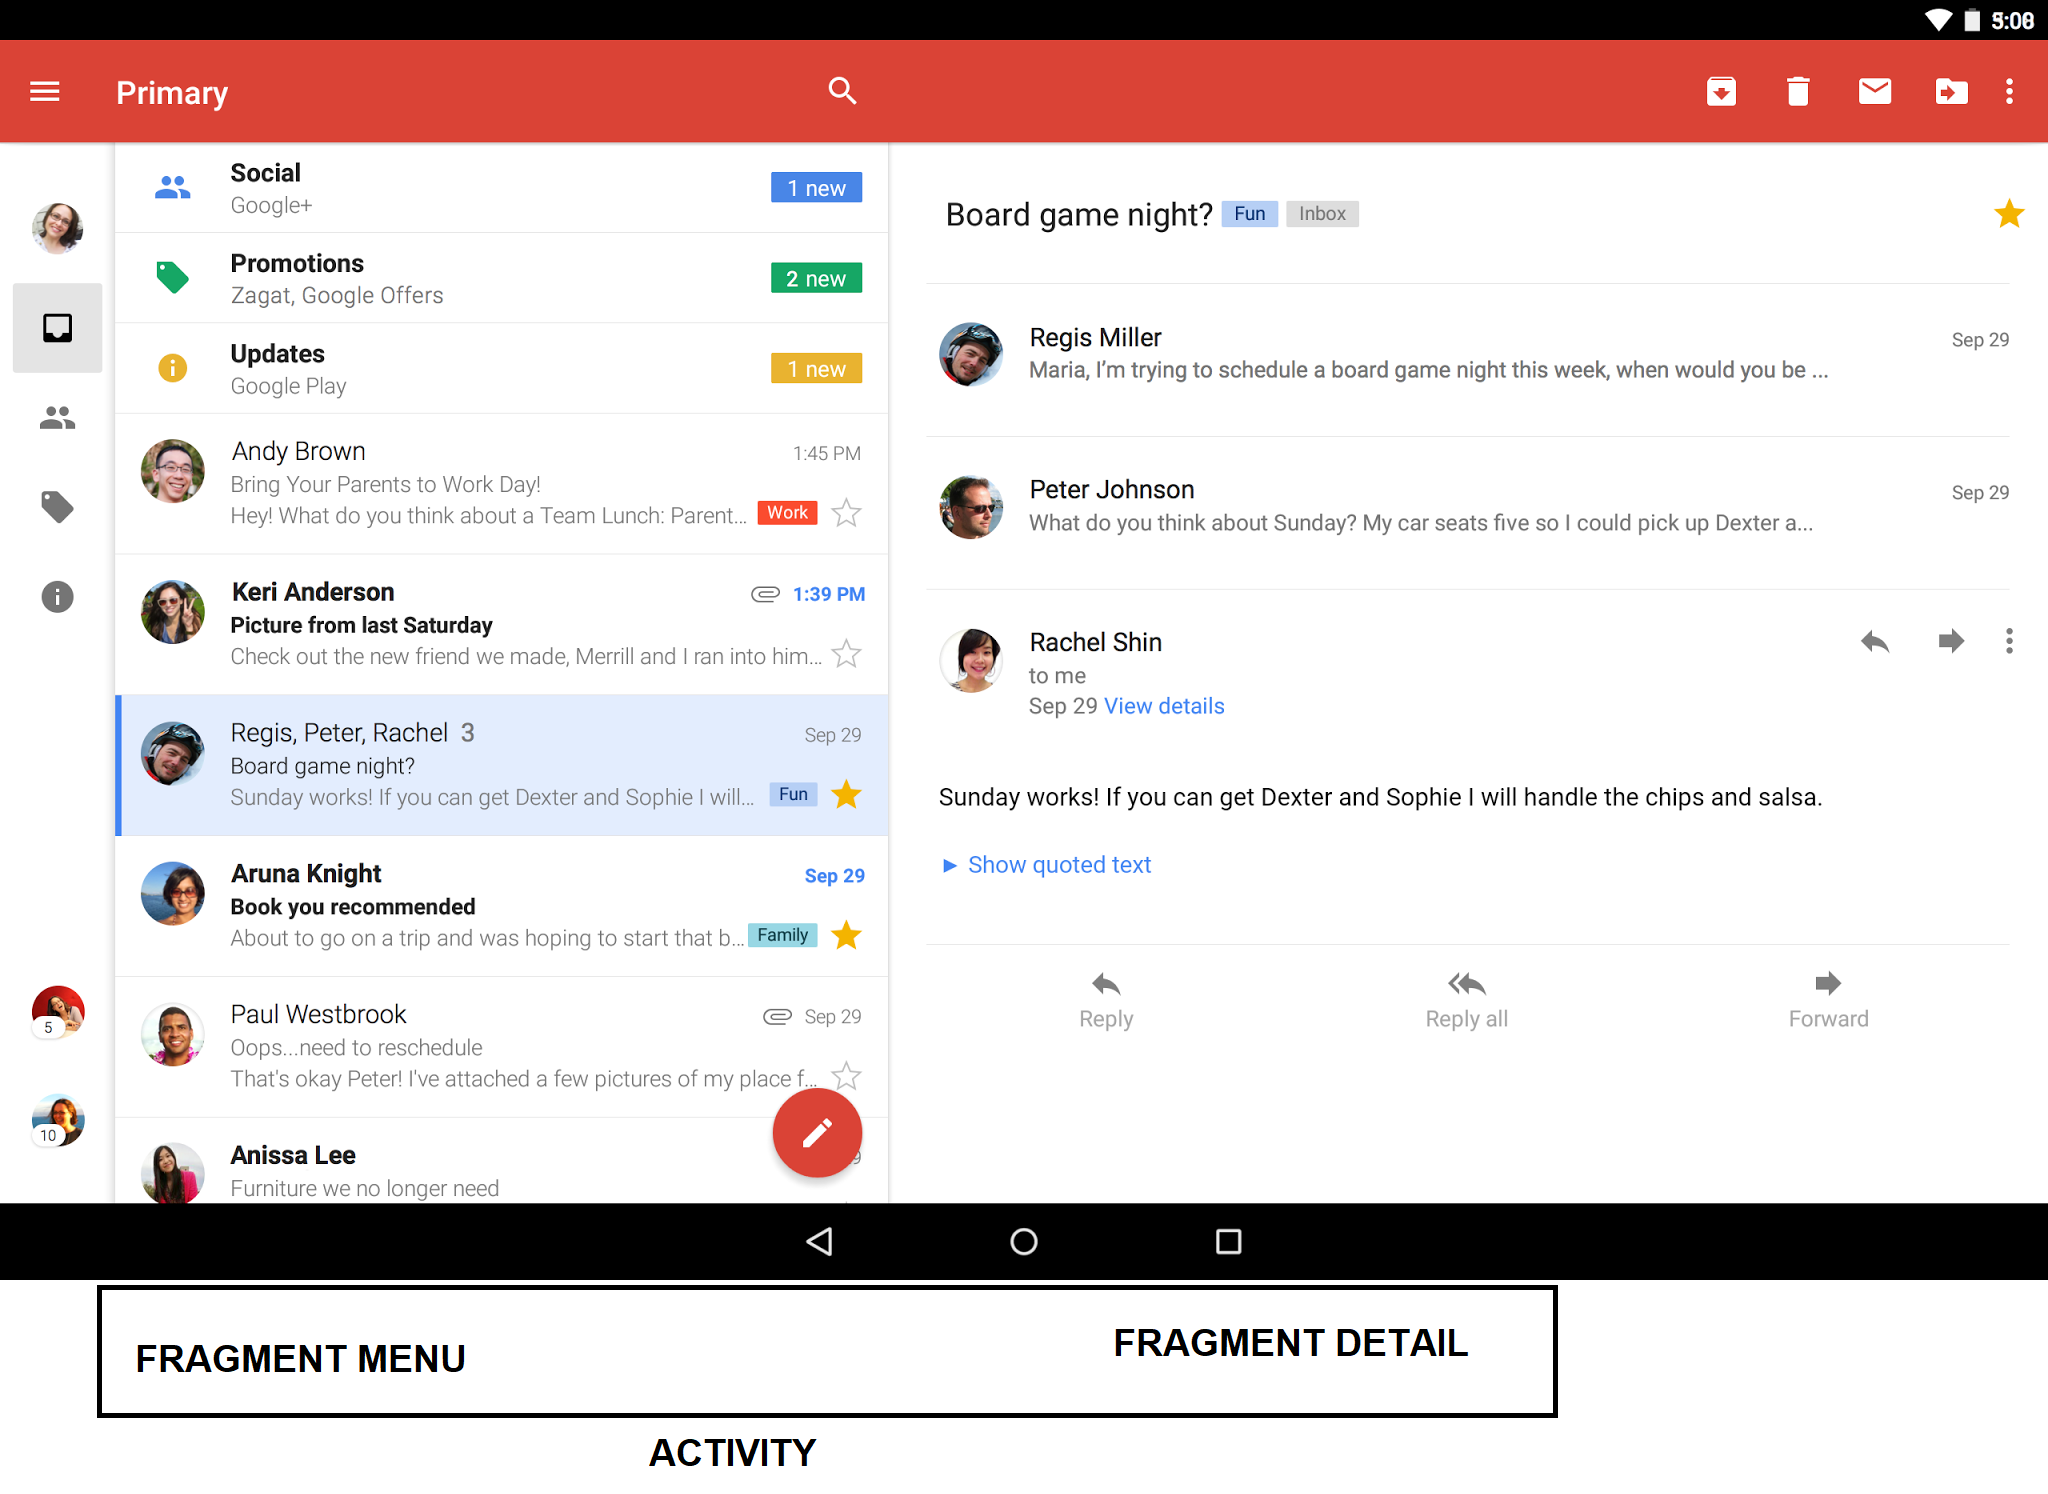 5:08
Primary
Social
Google+
1 new
Promotions
Zagat, Google Offers
2 new
Updates
Google Play
1 new
Andy Brown
1:45 PM
Bring Your Parents to Work Day!
Hey! What do you think about a Team Lunch: Parent...
Work
Keri Anderson
1:39 PM
Picture from last Saturday
Check out the new friend we made, Merrill and I ran into him...
Regis, Peter, Rachel 3
Sep 29
Board game night?
Sunday works! If you can get Dexter and Sophie I will...
Fun
Aruna Knight
Sep 29
Book you recommended
About to go on a trip and was hoping to start that b...
Family
Paul Westbrook
Sep 29
Oops...need to reschedule
That's okay Peter! I've attached a few pictures of my place f...
Anissa Lee
Furniture we no longer need
5
10
Board game night? Fun Inbox
Regis Miller
Sep 29
Maria, I’m trying to schedule a board game night this week, when would you be ...
Peter Johnson
Sep 29
What do you think about Sunday? My car seats five so I could pick up Dexter a...
Rachel Shin
to me
Sep 29 View details
Sunday works! If you can get Dexter and Sophie I will handle the chips and salsa.
► Show quoted text
Reply
Reply all
Forward
FRAGMENT MENU
FRAGMENT DETAIL
ACTIVITY